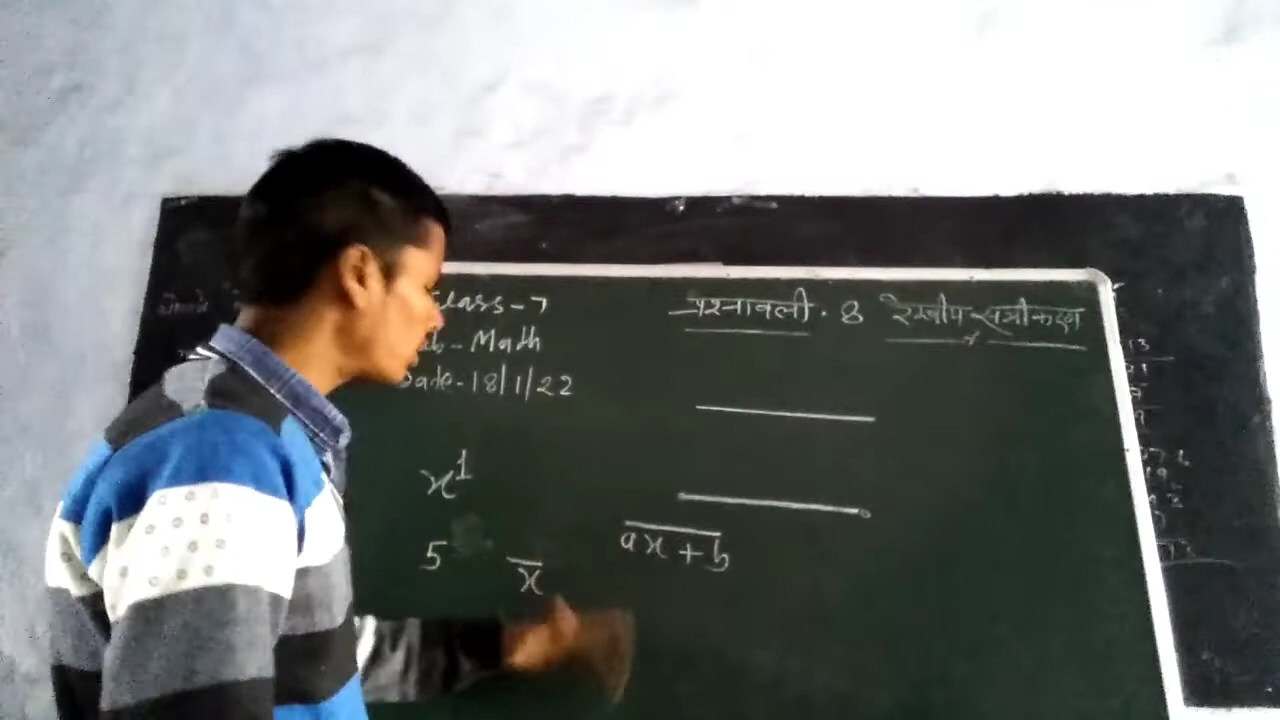 Class-7
प्रश्नावली.8 रेखीय समीकरण
Math
Date-18/1/22
x¹
ax+b
5
x